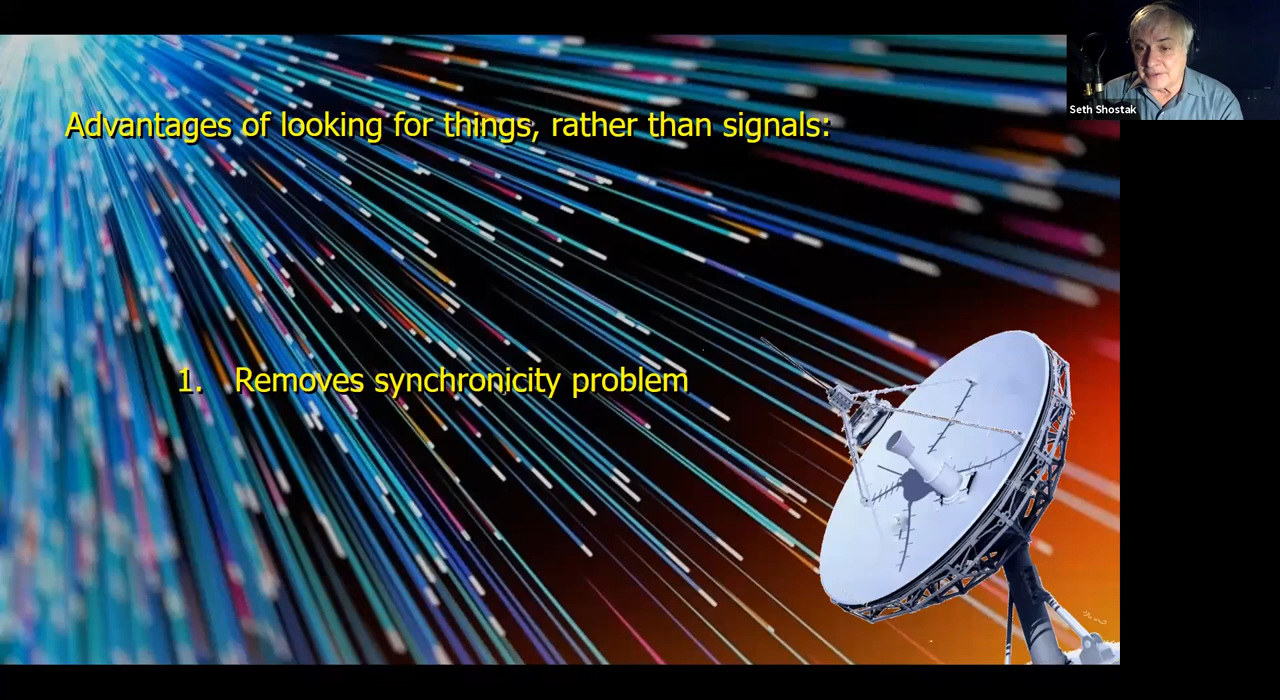 Seth Shostak
Advantages of looking for things, rather than signals:
1. Removes synchronicity problem